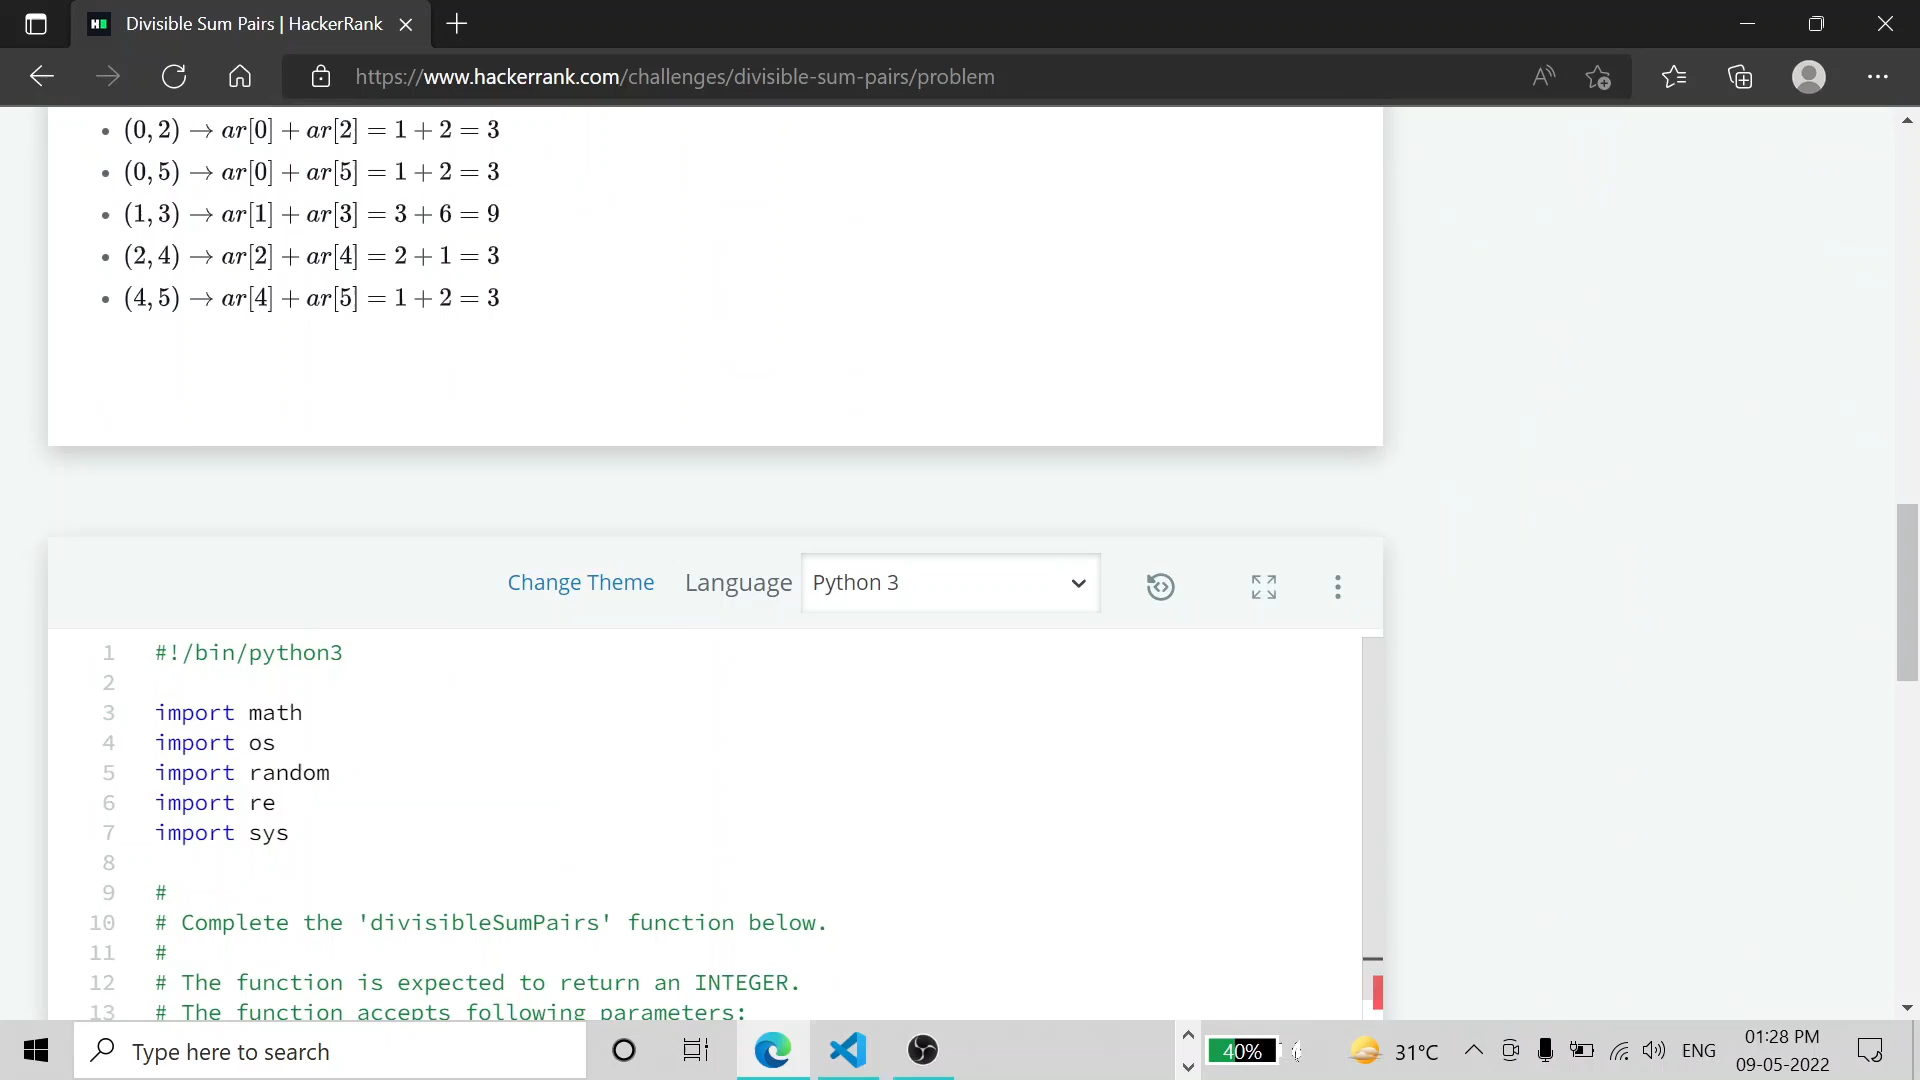 Divisible Sum Pairs | HackerRank
https://www.hackerrank.com/challenges/divisible-sum-pairs/problem
• (0, 2) → ar[0] + ar[2] = 1 + 2 = 3
• (0, 5) → ar[0] + ar[5] = 1 + 2 = 3
• (1, 3) → ar[1] + ar[3] = 3 + 6 = 9
• (2, 4) → ar[2] + ar[4] = 2 + 1 = 3
• (4, 5) → ar[4] + ar[5] = 1 + 2 = 3
Change Theme Language Python 3
1 #!/bin/python3
2
3 import math
4 import os
5 import random
6 import re
7 import sys
8
9 #
10 # Complete the 'divisibleSumPairs' function below.
11 #
12 # The function is expected to return an INTEGER.
13 # The function accepts following parameters:
Type here to search
40%
31°C
ENG
01:28 PM
09-05-2022